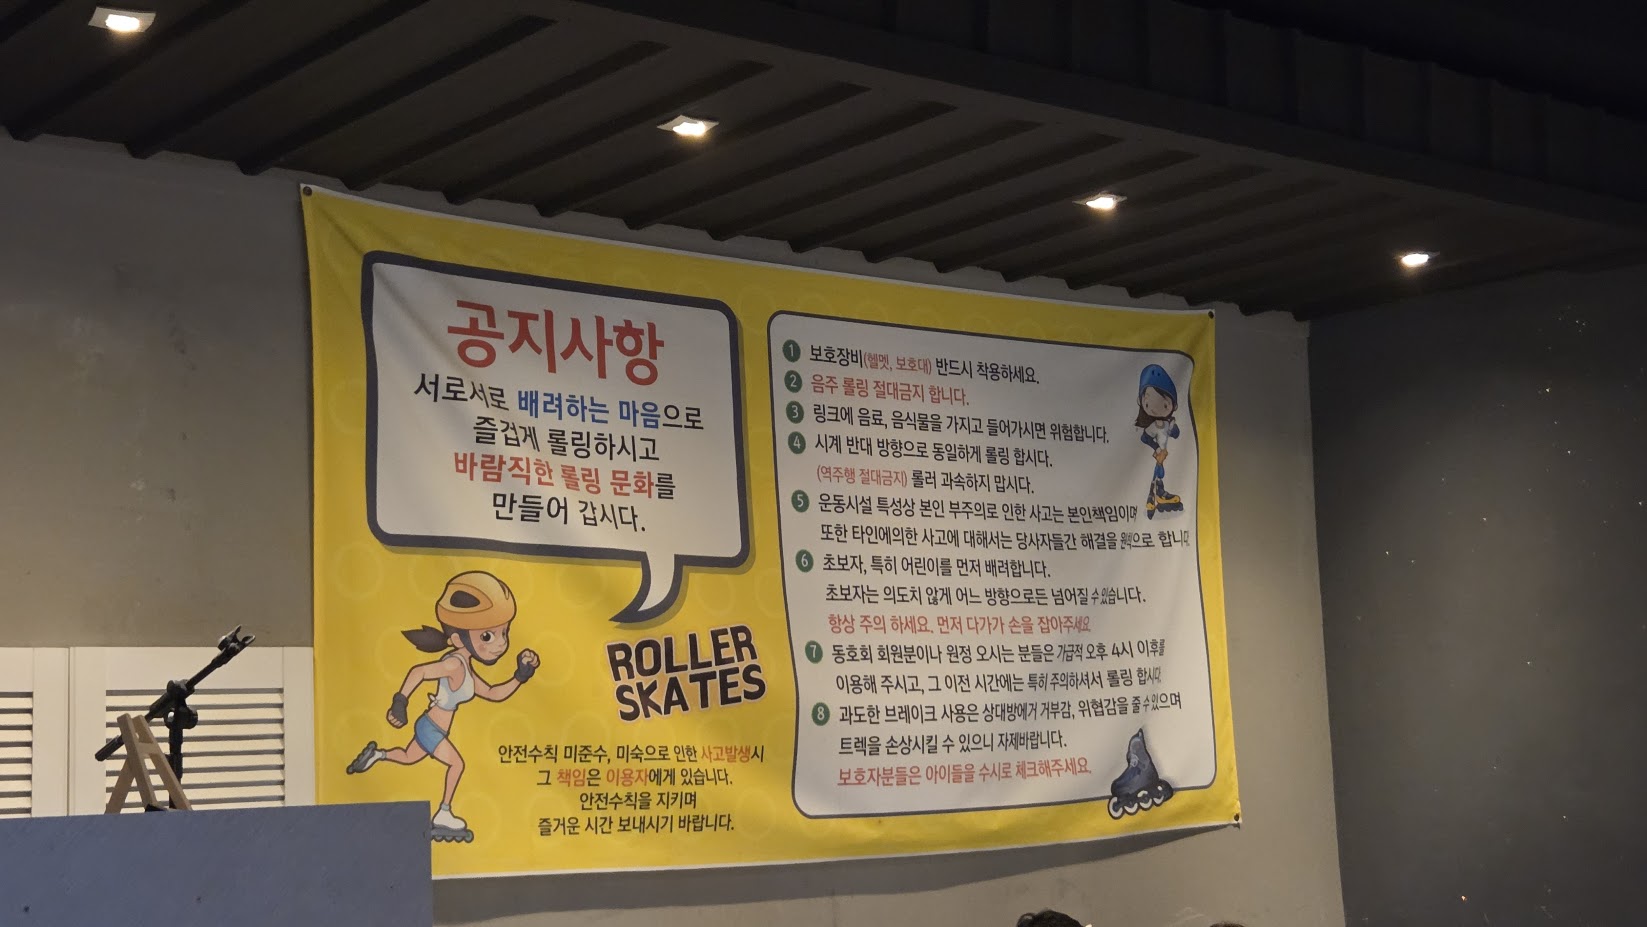 공지사항
서로서로 배려하는 마음으로
즐겁게 롤링하시고
바람직한 롤링 문화를
만들어 갑시다.
ROLLER
SKATES
안전수칙 미준수, 미숙으로 인한 사고발생시
그 책임은 이용자에게 있습니다.
안전수칙을 지키며
즐거운 시간 보내시기 바랍니다.
1 보호장비(헬멧, 보호대) 반드시 착용하세요.
2 음주 롤링 절대금지 합니다.
3 링크에 음료, 음식물을 가지고 들어가시면 위험합니다.
4 시계 반대 방향으로 동일하게 롤링 합시다.
(역주행 절대금지) 롤러 과속하지 맙시다.
5 운동시설 특성상 본인 부주의로 인한 사고는 본인책임이며
또한 타인에의한 사고에 대해서는 당사자들간 해결을 원칙으로 합니다.
6 초보자, 특히 어린이를 먼저 배려합니다.
초보자는 의도치 않게 어느 방향으로든 넘어질 수 있습니다.
항상 주의 하세요. 먼저 다가가 손을 잡아주세요.
7 동호회 회원분이나 원정 오시는 분들은 가급적 오후 4시 이후를
이용해 주시고, 그 이전 시간에는 특히 주의하셔서 롤링 합시다.
8 과도한 브레이크 사용은 상대방에게 거부감, 위협감을 줄 수 있으며
트렉을 손상시킬 수 있으니 자제바랍니다.
보호자분들은 아이들을 수시로 체크해주세요.